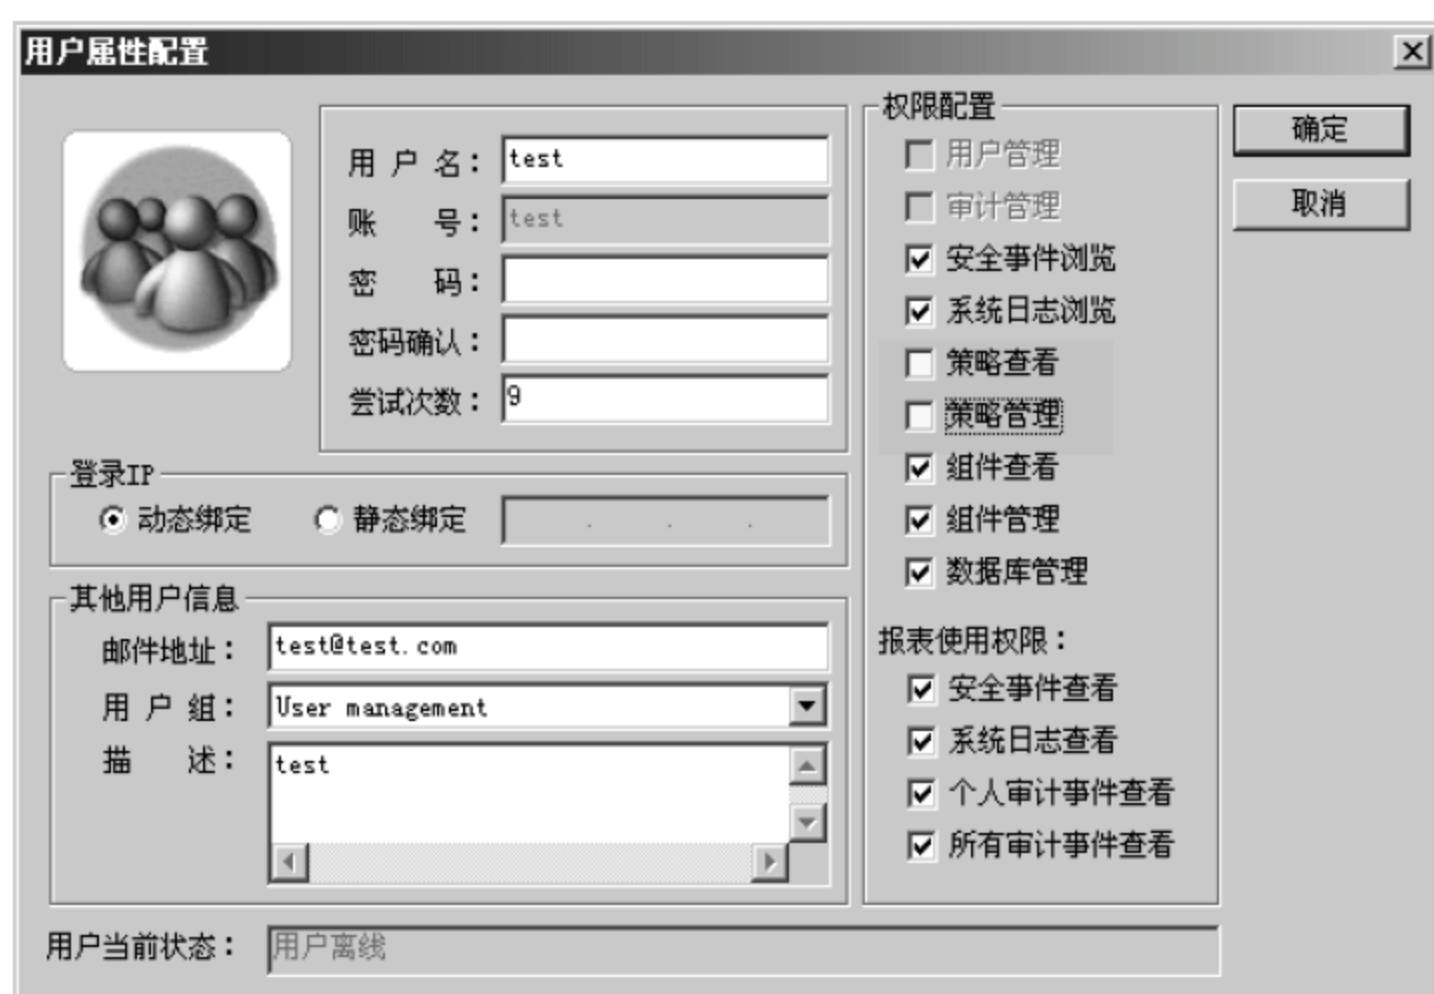 用户属性配置
用 户 名：
test
账 号：
test
密 码：
密码确认：
尝试次数：
9
登录IP
动态绑定
静态绑定
. . .
其他用户信息
邮件地址：
test@test.com
用 户 组：
User management
描 述：
test
权限配置
用户管理
审计管理
安全事件浏览
系统日志浏览
策略查看
策略管理
组件查看
组件管理
数据库管理
报表使用权限：
安全事件查看
系统日志查看
个人审计事件查看
所有审计事件查看
确定
取消
用户当前状态：
用户离线